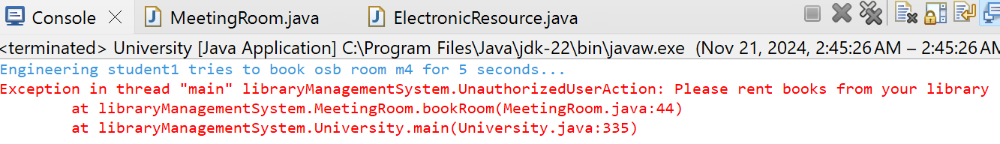 Console MeetingRoom.java ElectronicResource.java
<terminated> University [Java Application] C:\Program Files\Java\jdk-22\bin\javaw.exe (Nov 21, 2024, 2:45:26 AM – 2:45:26 AM
Engineering student1 tries to book osb room m4 for 5 seconds...
Exception in thread "main" libraryManagementSystem.UnauthorizedUserAction: Please rent books from your library
at libraryManagementSystem.MeetingRoom.bookRoom(MeetingRoom.java:44)
at libraryManagementSystem.University.main(University.java:335)